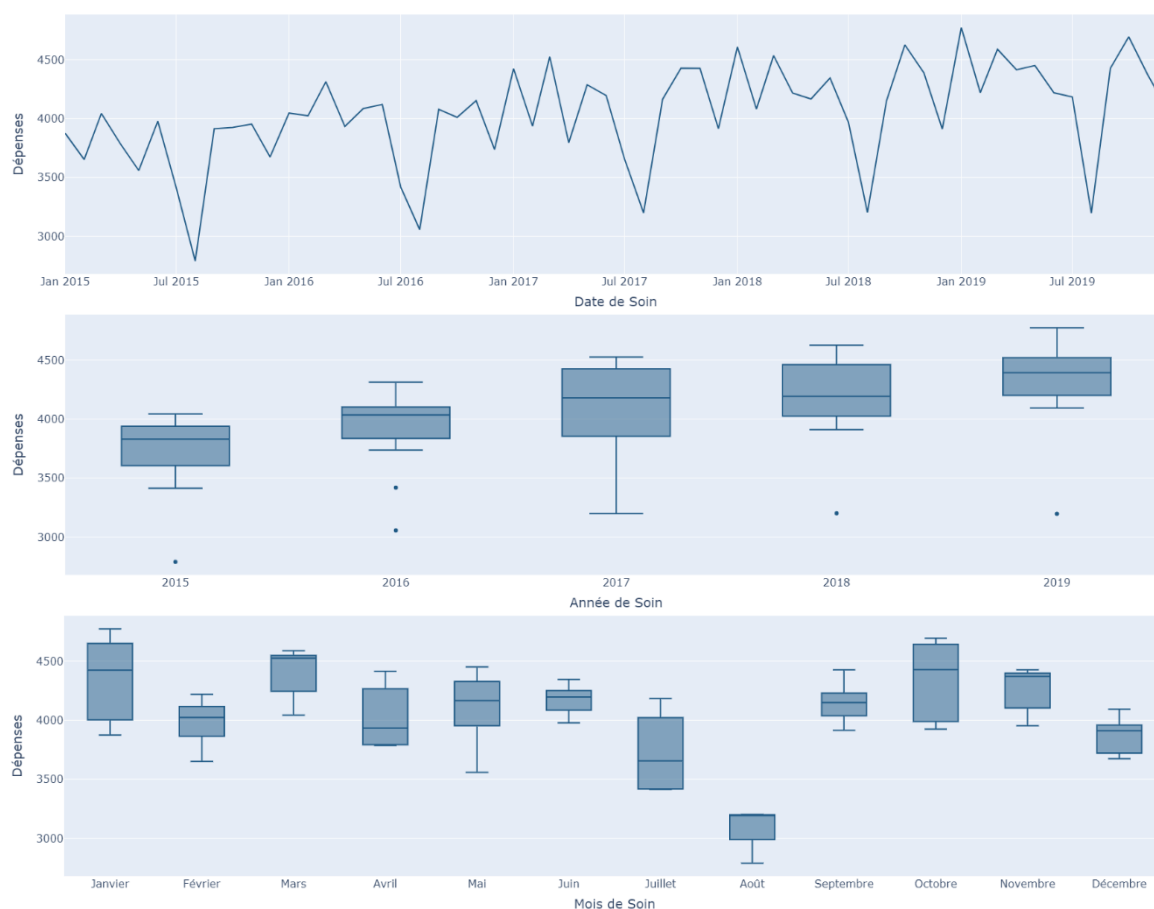 4500
4000
3500
3000
Dépenses
Jan 2015 Jul 2015 Jan 2016 Jul 2016 Jan 2017 Jul 2017 Jan 2018 Jul 2018 Jan 2019 Jul 2019
Date de Soin
4500
4000
3500
3000
Dépenses
2015 2016 2017 2018 2019
Année de Soin
4500
4000
3500
3000
Dépenses
Janvier Février Mars Avril Mai Juin Juillet Août Septembre Octobre Novembre Décembre
Mois de Soin